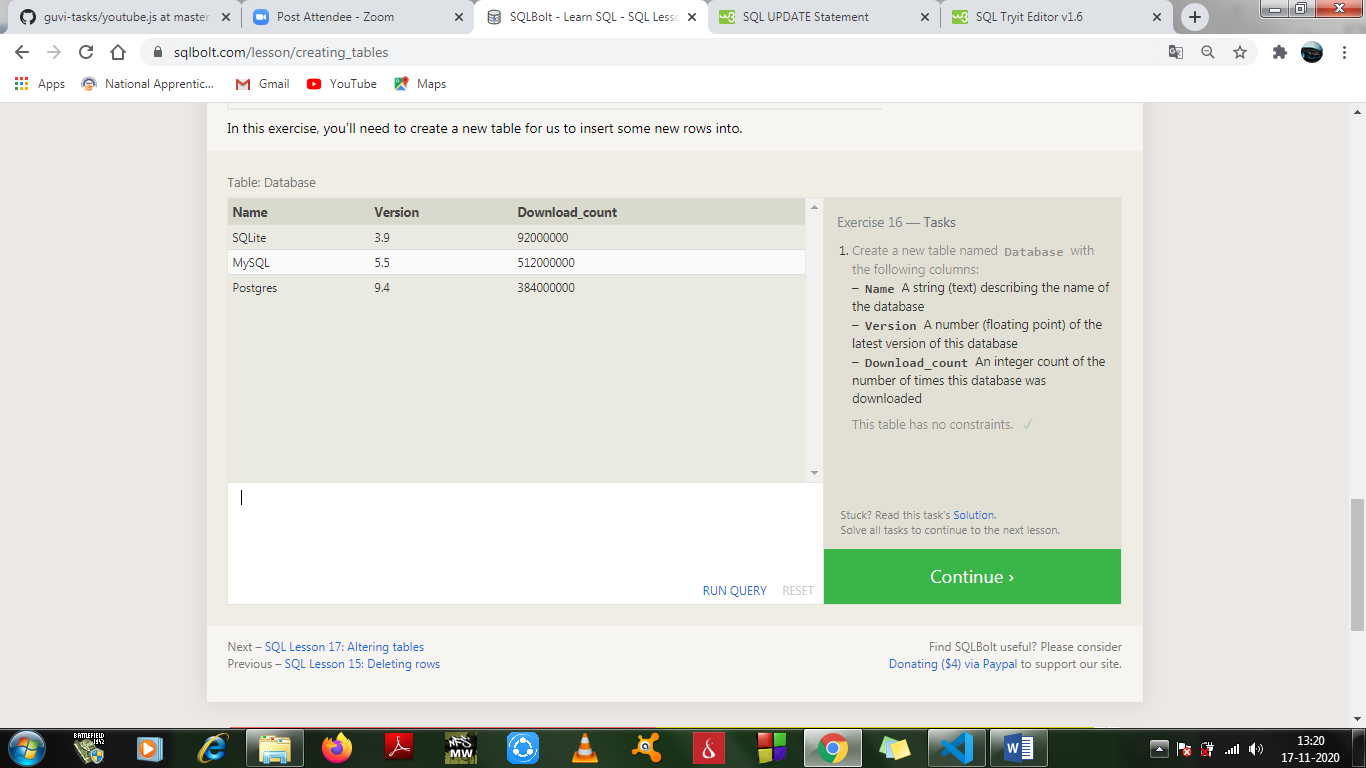 guvi-tasks/youtube.js at master
Post Attendee - Zoom
SQLBolt - Learn SQL - SQL Less
SQL UPDATE Statement
SQL Tryit Editor v1.6
sqlbolt.com/lesson/creating_tables
Apps
National Apprentic...
Gmail
YouTube
Maps
In this exercise, you'll need to create a new table for us to insert some new rows into.
Table: Database
Name Version Download_count
SQLite 3.9 92000000
MySQL 5.5 512000000
Postgres 9.4 384000000
Exercise 16 — Tasks
1. Create a new table named Database with
the following columns:
– Name A string (text) describing the name of
the database
– Version A number (floating point) of the
latest version of this database
– Download_count An integer count of the
number of times this database was
downloaded
This table has no constraints. ✓
Stuck? Read this task's Solution.
Solve all tasks to continue to the next lesson.
RUN QUERY RESET
Continue ›
Next – SQL Lesson 17: Altering tables
Previous – SQL Lesson 15: Deleting rows
Find SQLBolt useful? Please consider
Donating ($4) via Paypal to support our site.
BATTLEFIELD
1942
NFS
MW
13:20
17-11-2020